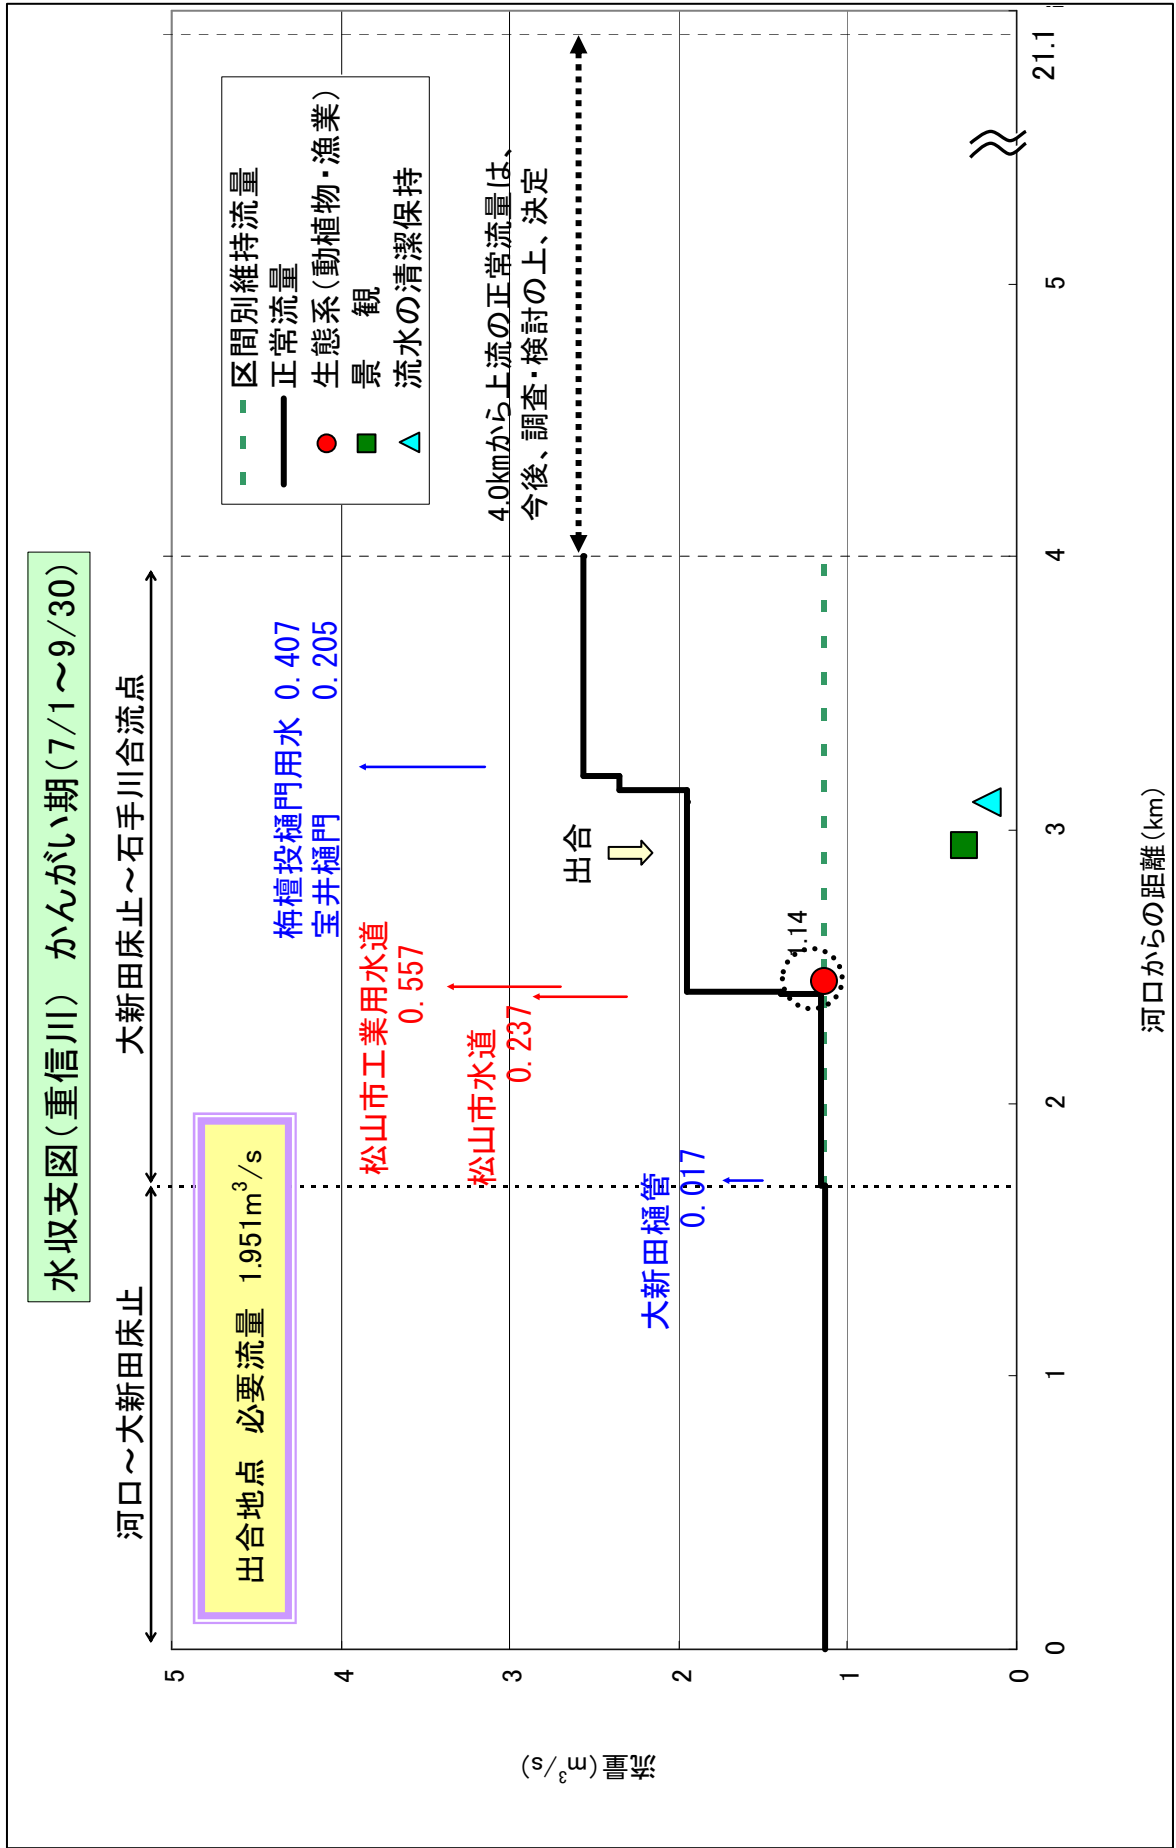 水収支図(重信川) かんがい期(7/1～9/30)
河口～大新田床止
大新田床止～石手川合流点
出合地点 必要流量 1.951m³/s
区間別維持流量
正常流量
生態系(動植物・漁業)
景 観
流水の清潔保持
栴檀投樋門用水 0.407
宝井樋門 0.205
松山市工業用水道
0.557
松山市水道
0.237
大新田樋管
0.017
出合
1.14
4.0kmから上流の正常流量は、
今後、調査・検討の上、決定
流量(m³/s)
5
4
3
2
1
0
0
1
2
3
4
5
21.1
河口からの距離(km)